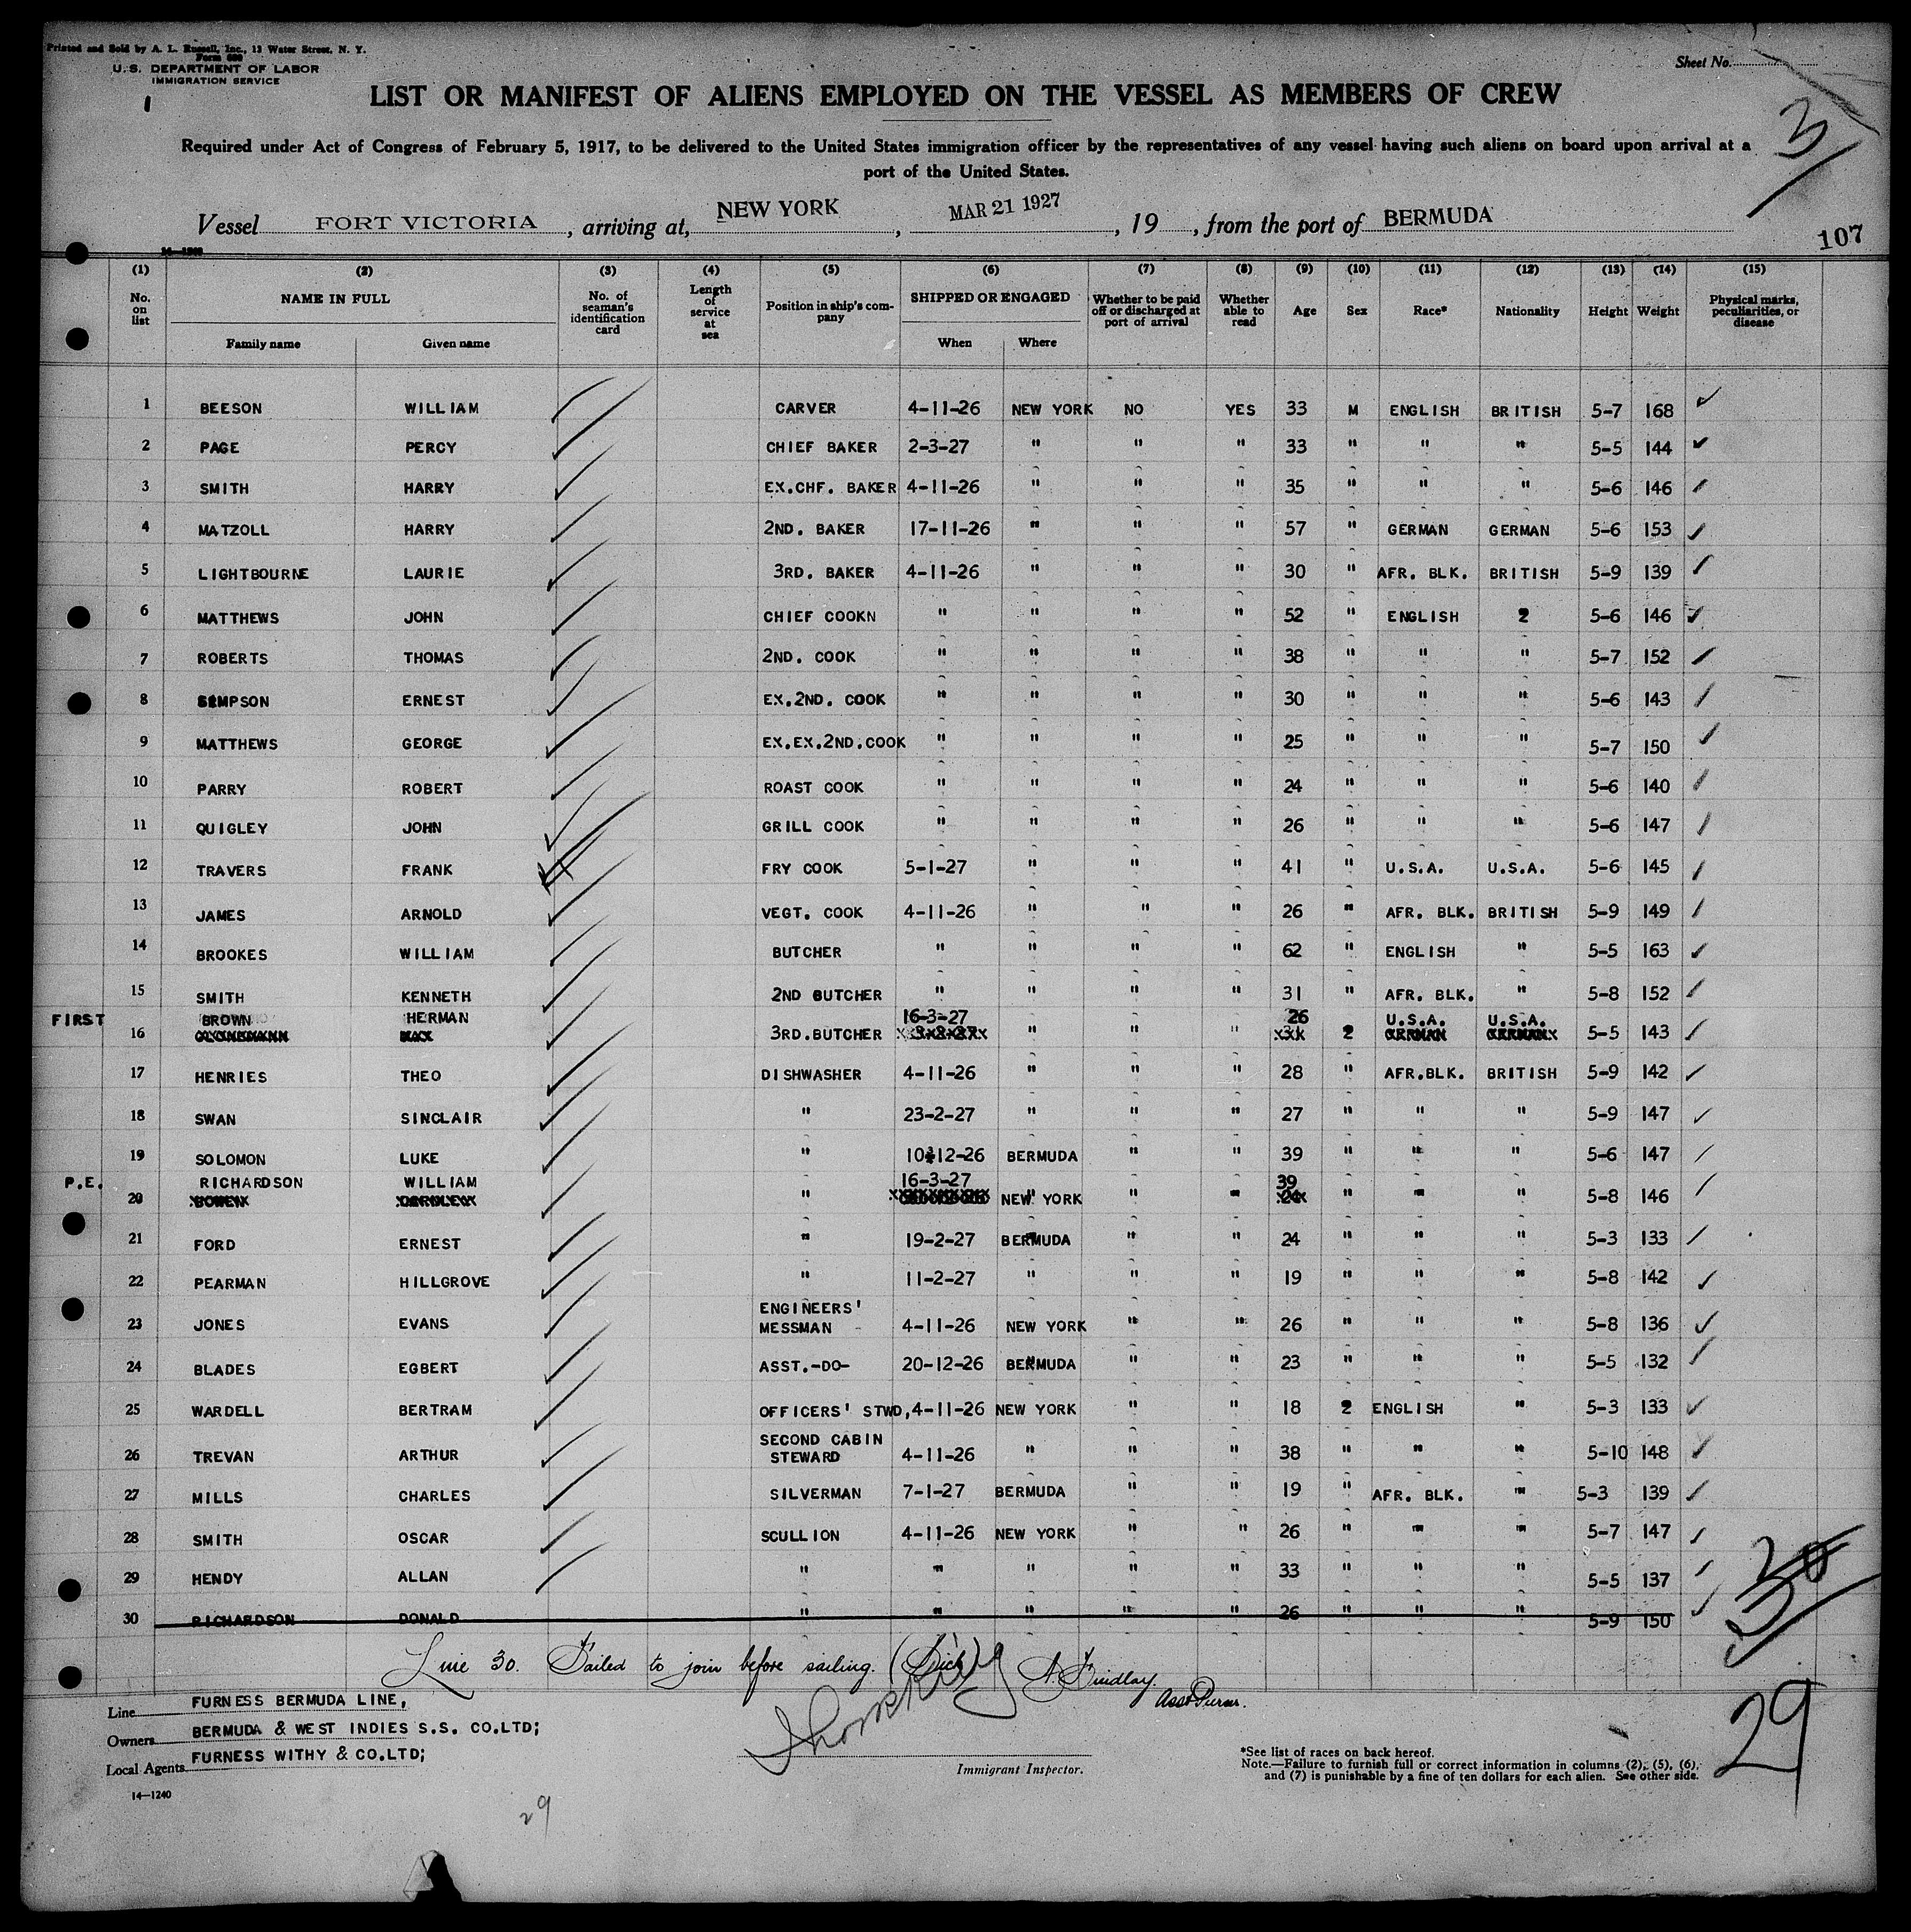 Printed and Sold by A. L. Russell, Inc., 13 Water Street, N. Y.
Form 680
U.S. DEPARTMENT OF LABOR
IMMIGRATION SERVICE
Sheet No.
LIST OR MANIFEST OF ALIENS EMPLOYED ON THE VESSEL AS MEMBERS OF CREW
3
Required under Act of Congress of February 5, 1917, to be delivered to the United States immigration officer by the representatives of any vessel having such aliens on board upon arrival at a
port of the United States.
Vessel FORT VICTORIA, arriving at, NEW YORK, MAR 21 1927, 19 , from the port of BERMUDA
107
(1) (2) (3) (4) (5) (6) (7) (8) (9) (10) (11) (12) (13) (14) (15)
No. on list NAME IN FULL Family name Given name No. of seaman's identification card Length of service at sea Position in ship's company SHIPPED OR ENGAGED When Where Whether to be paid off or discharged at port of arrival Whether able to read Age Sex Race* Nationality Height Weight Physical marks, peculiarities, or disease
1 BEESON WILLIAM CARVER 4-11-26 NEW YORK NO YES 33 M ENGLISH BRITISH 5-7 168
2 PAGE PERCY CHIEF BAKER 2-3-27 " " " 33 " " " 5-5 144
3 SMITH HARRY EX.CHF. BAKER 4-11-26 " " " 35 " " " 5-6 146
4 MATZOLL HARRY 2ND. BAKER 17-11-26 " " " 57 " GERMAN GERMAN 5-6 153
5 LIGHTBOURNE LAURIE 3RD. BAKER 4-11-26 " " " 30 " AFR. BLK. BRITISH 5-9 139
6 MATTHEWS JOHN CHIEF COOKN " " " " 52 " ENGLISH 2 5-6 146
7 ROBERTS THOMAS 2ND. COOK " " " " 38 " " " 5-7 152
8 SIMPSON ERNEST EX.2ND. COOK " " " " 30 " " " 5-6 143
9 MATTHEWS GEORGE EX.EX.2ND.COOK " " " " 25 " " " 5-7 150
10 PARRY ROBERT ROAST COOK " " " " 24 " " " 5-6 140
11 QUIGLEY JOHN GRILL COOK " " " " 26 " " " 5-6 147
12 TRAVERS FRANK FRY COOK 5-1-27 " " " 41 " U.S.A. U.S.A. 5-6 145
13 JAMES ARNOLD VEGT. COOK 4-11-26 " " " 26 " AFR. BLK. BRITISH 5-9 149
14 BROOKES WILLIAM BUTCHER " " " " 62 " ENGLISH " 5-5 163
15 SMITH KENNETH 2ND BUTCHER " " " " 31 " AFR. BLK. " 5-8 152
FIRST BROWN HERMAN 16-3-27 26 U.S.A. U.S.A.
16 MAX 3RD.BUTCHER " " " 31 2 GERMAN GERMAN 5-5 143
17 HENRIES THEO DISHWASHER 4-11-26 " " " 28 " AFR.BLK. BRITISH 5-9 142
18 SWAN SINCLAIR " 23-2-27 " " " 27 " " " 5-9 147
19 SOLOMON LUKE " 10-12-26 BERMUDA " " 39 " " " 5-6 147
P.E. RICHARDSON WILLIAM 16-3-27 39
20 " NEW YORK " " " " " 5-8 146
21 FORD ERNEST " 19-2-27 BERMUDA " " 24 " " " 5-3 133
22 PEARMAN HILLGROVE " 11-2-27 " " " 19 " " " 5-8 142
23 JONES EVANS ENGINEERS' MESSMAN 4-11-26 NEW YORK " " 26 " " " 5-8 136
24 BLADES EGBERT ASST.-DO- 20-12-26 BERMUDA " " 23 " " " 5-5 132
25 WARDELL BERTRAM OFFICERS' STWD, 4-11-26 NEW YORK " " 18 2 ENGLISH " 5-3 133
26 TREVAN ARTHUR SECOND CABIN STEWARD 4-11-26 " " " 38 " " " 5-10 148
27 MILLS CHARLES SILVERMAN 7-1-27 BERMUDA " " 19 " AFR. BLK. " 5-3 139
28 SMITH OSCAR SCULLION 4-11-26 NEW YORK " " 26 " " " 5-7 147
29 HENDY ALLAN " " " " " 33 " " " 5-5 137
30 RICHARDSON DONALD " " " " " 26 " " " 5-9 150
Line 30. Failed to join before sailing. (Sick) A. Findlay.
Asst Purser.
Line FURNESS BERMUDA LINE,
Owners BERMUDA & WEST INDIES S.S. CO.LTD;
Local Agents FURNESS WITHY & CO.LTD;
Immigrant Inspector.
*See list of races on back hereof.
Note.—Failure to furnish full or correct information in columns (2), (5), (6),
and (7) is punishable by a fine of ten dollars for each alien. See other side.
29
14—1240
29